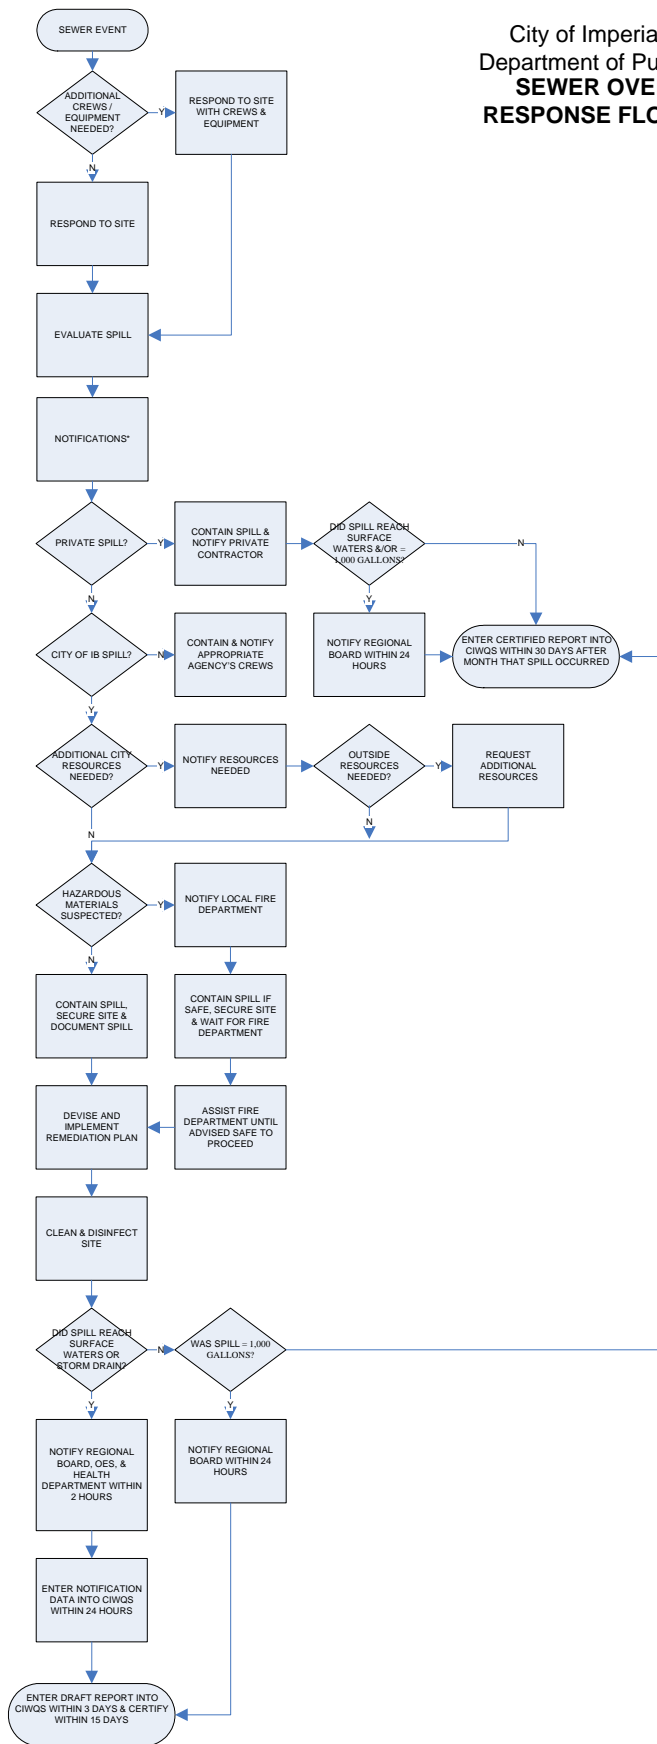 City of Imperia
Department of Pu
SEWER OVE
RESPONSE FLO
SEWER EVENT
ADDITIONAL
CREWS /
EQUIPMENT
NEEDED?
Y
RESPOND TO SITE
WITH CREWS &
EQUIPMENT
N
RESPOND TO SITE
EVALUATE SPILL
NOTIFICATIONS*
PRIVATE SPILL?
Y
CONTAIN SPILL &
NOTIFY PRIVATE
CONTRACTOR
DID SPILL REACH
SURFACE
WATERS &/OR =
1,000 GALLONS?
N
N
Y
CITY OF IB SPILL?
N
CONTAIN & NOTIFY
APPROPRIATE
AGENCY'S CREWS
NOTIFY REGIONAL
BOARD WITHIN 24
HOURS
ENTER CERTIFIED REPORT INTO
CIWQS WITHIN 30 DAYS AFTER
MONTH THAT SPILL OCCURRED
Y
ADDITIONAL CITY
RESOURCES
NEEDED?
Y
NOTIFY RESOURCES
NEEDED
OUTSIDE
RESOURCES
NEEDED?
Y
REQUEST
ADDITIONAL
RESOURCES
N
N
HAZARDOUS
MATERIALS
SUSPECTED?
Y
NOTIFY LOCAL FIRE
DEPARTMENT
N
CONTAIN SPILL,
SECURE SITE &
DOCUMENT SPILL
CONTAIN SPILL IF
SAFE, SECURE SITE
& WAIT FOR FIRE
DEPARTMENT
DEVISE AND
IMPLEMENT
REMEDIATION PLAN
ASSIST FIRE
DEPARTMENT UNTIL
ADVISED SAFE TO
PROCEED
CLEAN & DISINFECT
SITE
DID SPILL REACH
SURFACE
WATERS OR
STORM DRAIN?
N
WAS SPILL = 1,000
GALLONS?
Y
Y
NOTIFY REGIONAL
BOARD, OES, &
HEALTH
DEPARTMENT WITHIN
2 HOURS
NOTIFY REGIONAL
BOARD WITHIN 24
HOURS
ENTER NOTIFICATION
DATA INTO CIWQS
WITHIN 24 HOURS
ENTER DRAFT REPORT INTO
CIWQS WITHIN 3 DAYS & CERTIFY
WITHIN 15 DAYS